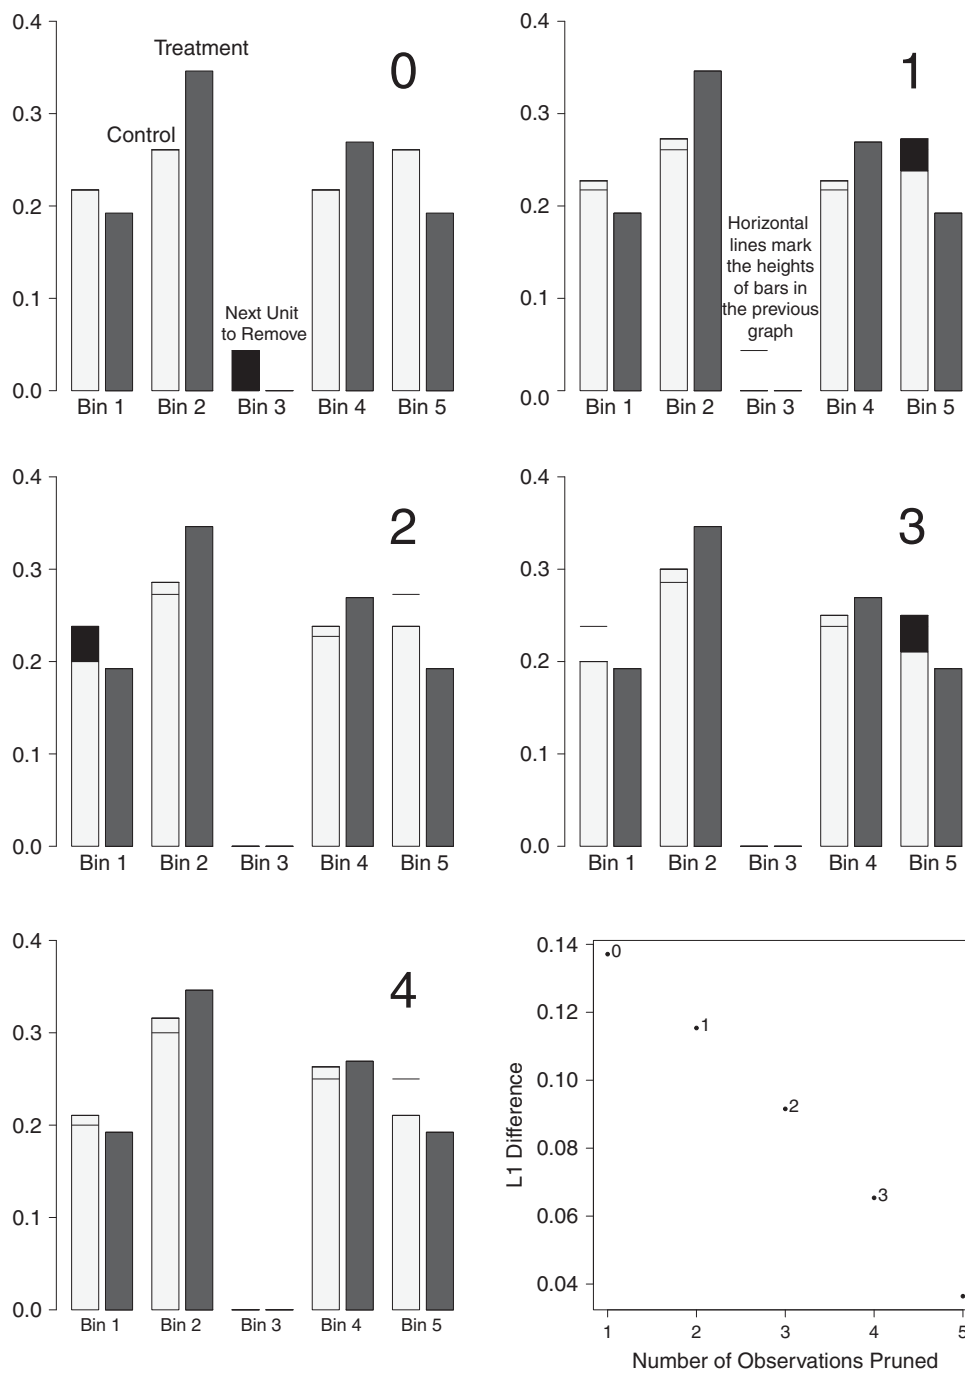 0.4
0.3
0.2
0.1
0.0
Treatment
Control
0
Next Unit
to Remove
Bin 1
Bin 2
Bin 3
Bin 4
Bin 5
0.4
0.3
0.2
0.1
0.0
1
Horizontal
lines mark
the heights
of bars in
the previous
graph
Bin 1
Bin 2
Bin 3
Bin 4
Bin 5
0.4
0.3
0.2
0.1
0.0
2
Bin 1
Bin 2
Bin 3
Bin 4
Bin 5
0.4
0.3
0.2
0.1
0.0
3
Bin 1
Bin 2
Bin 3
Bin 4
Bin 5
0.4
0.3
0.2
0.1
0.0
4
Bin 1
Bin 2
Bin 3
Bin 4
Bin 5
L1 Difference
0.14
0.12
0.10
0.08
0.06
0.04
0
1
2
3
1
2
3
4
5
Number of Observations Pruned